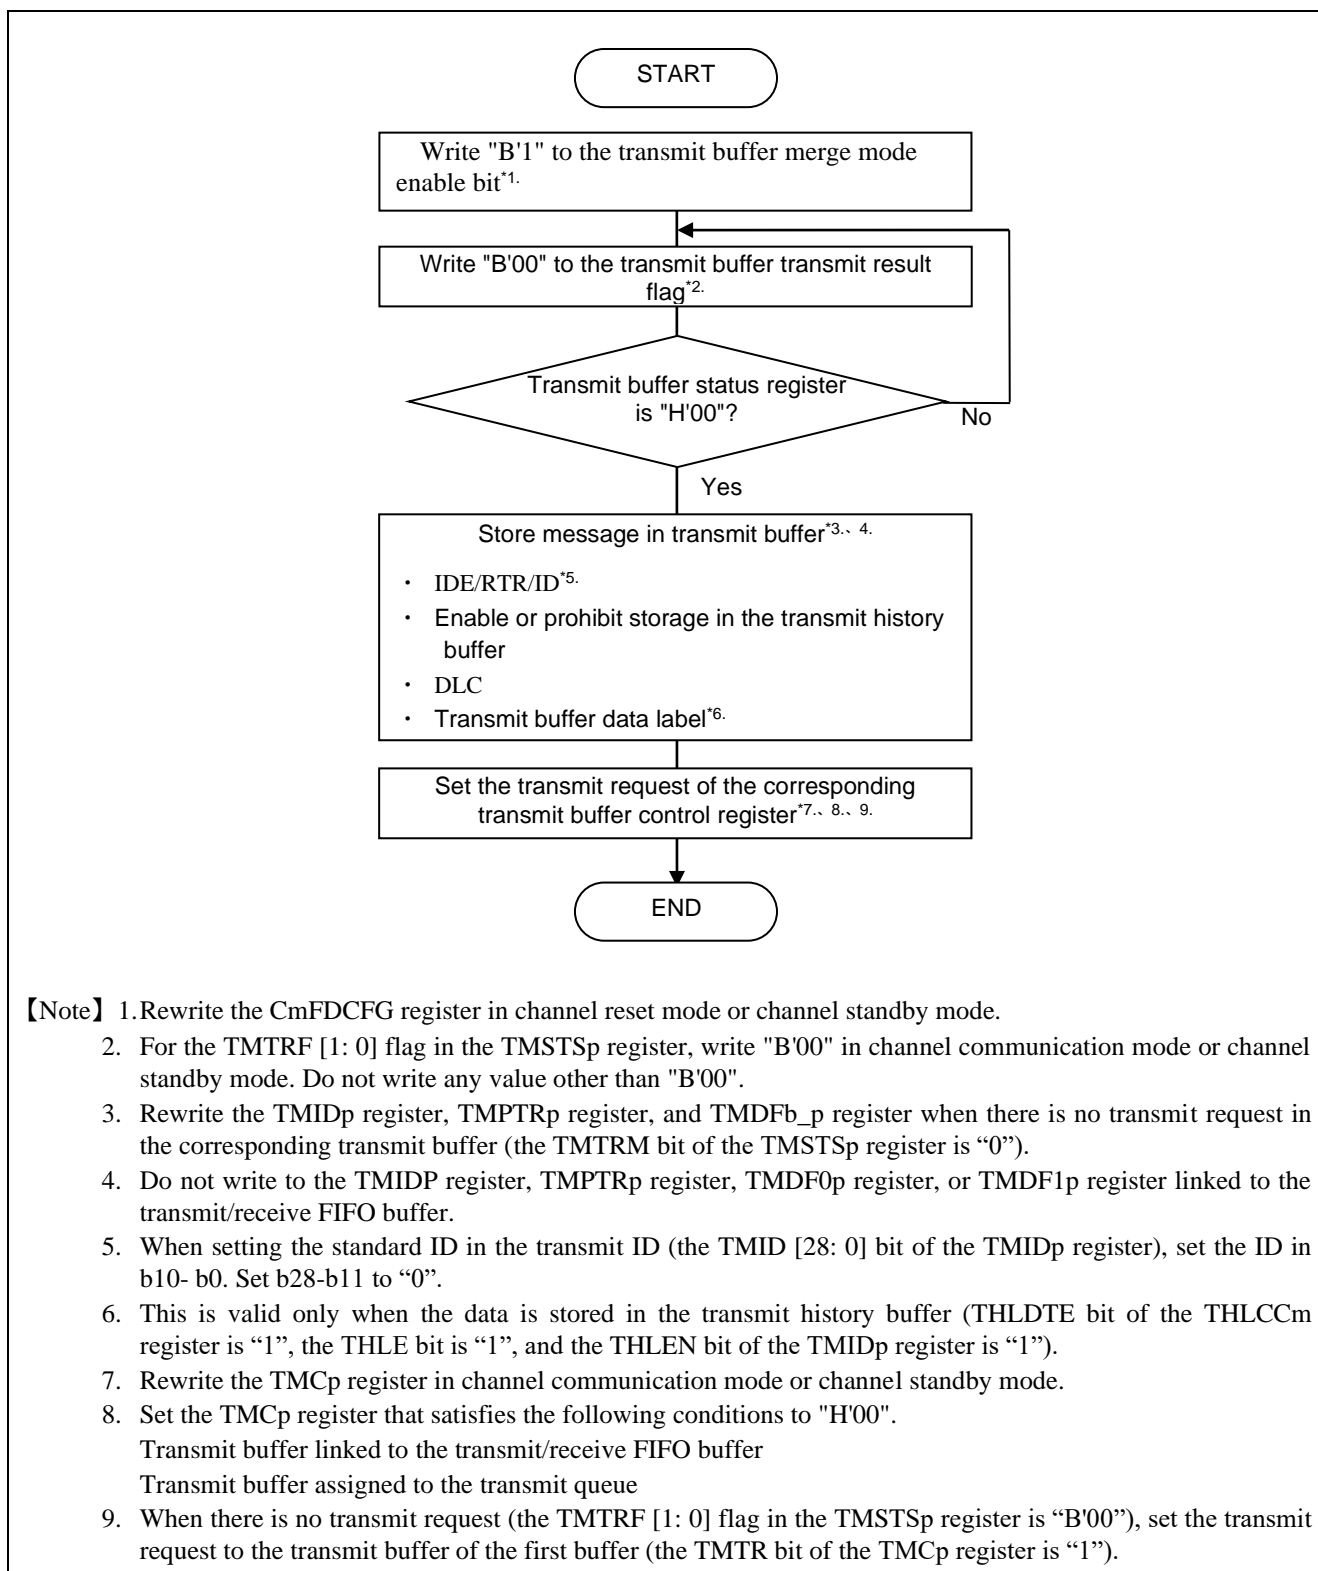 START
Write "B'1" to the transmit buffer merge mode
enable bit*1.
Write "B'00" to the transmit buffer transmit result
flag*2.
Transmit buffer status register
is "H'00"?
No
Yes
Store message in transmit buffer*3.、4.
・ IDE/RTR/ID*5.
・ Enable or prohibit storage in the transmit history
buffer
・ DLC
・ Transmit buffer data label*6.
Set the transmit request of the corresponding
transmit buffer control register*7.、8.、9.
END
【Note】 1. Rewrite the CmFDCFG register in channel reset mode or channel standby mode.
2. For the TMTRF [1: 0] flag in the TMSTSp register, write "B'00" in channel communication mode or channel
standby mode. Do not write any value other than "B'00".
3. Rewrite the TMIDp register, TMPTRp register, and TMDFb_p register when there is no transmit request in
the corresponding transmit buffer (the TMTRM bit of the TMSTSp register is “0”).
4. Do not write to the TMIDP register, TMPTRp register, TMDF0p register, or TMDF1p register linked to the
transmit/receive FIFO buffer.
5. When setting the standard ID in the transmit ID (the TMID [28: 0] bit of the TMIDp register), set the ID in
b10- b0. Set b28-b11 to “0”.
6. This is valid only when the data is stored in the transmit history buffer (THLDTE bit of the THLCCm
register is “1”, the THLE bit is “1”, and the THLEN bit of the TMIDp register is “1”).
7. Rewrite the TMCp register in channel communication mode or channel standby mode.
8. Set the TMCp register that satisfies the following conditions to "H'00".
Transmit buffer linked to the transmit/receive FIFO buffer
Transmit buffer assigned to the transmit queue
9. When there is no transmit request (the TMTRF [1: 0] flag in the TMSTSp register is “B'00”), set the transmit
request to the transmit buffer of the first buffer (the TMTR bit of the TMCp register is “1”).